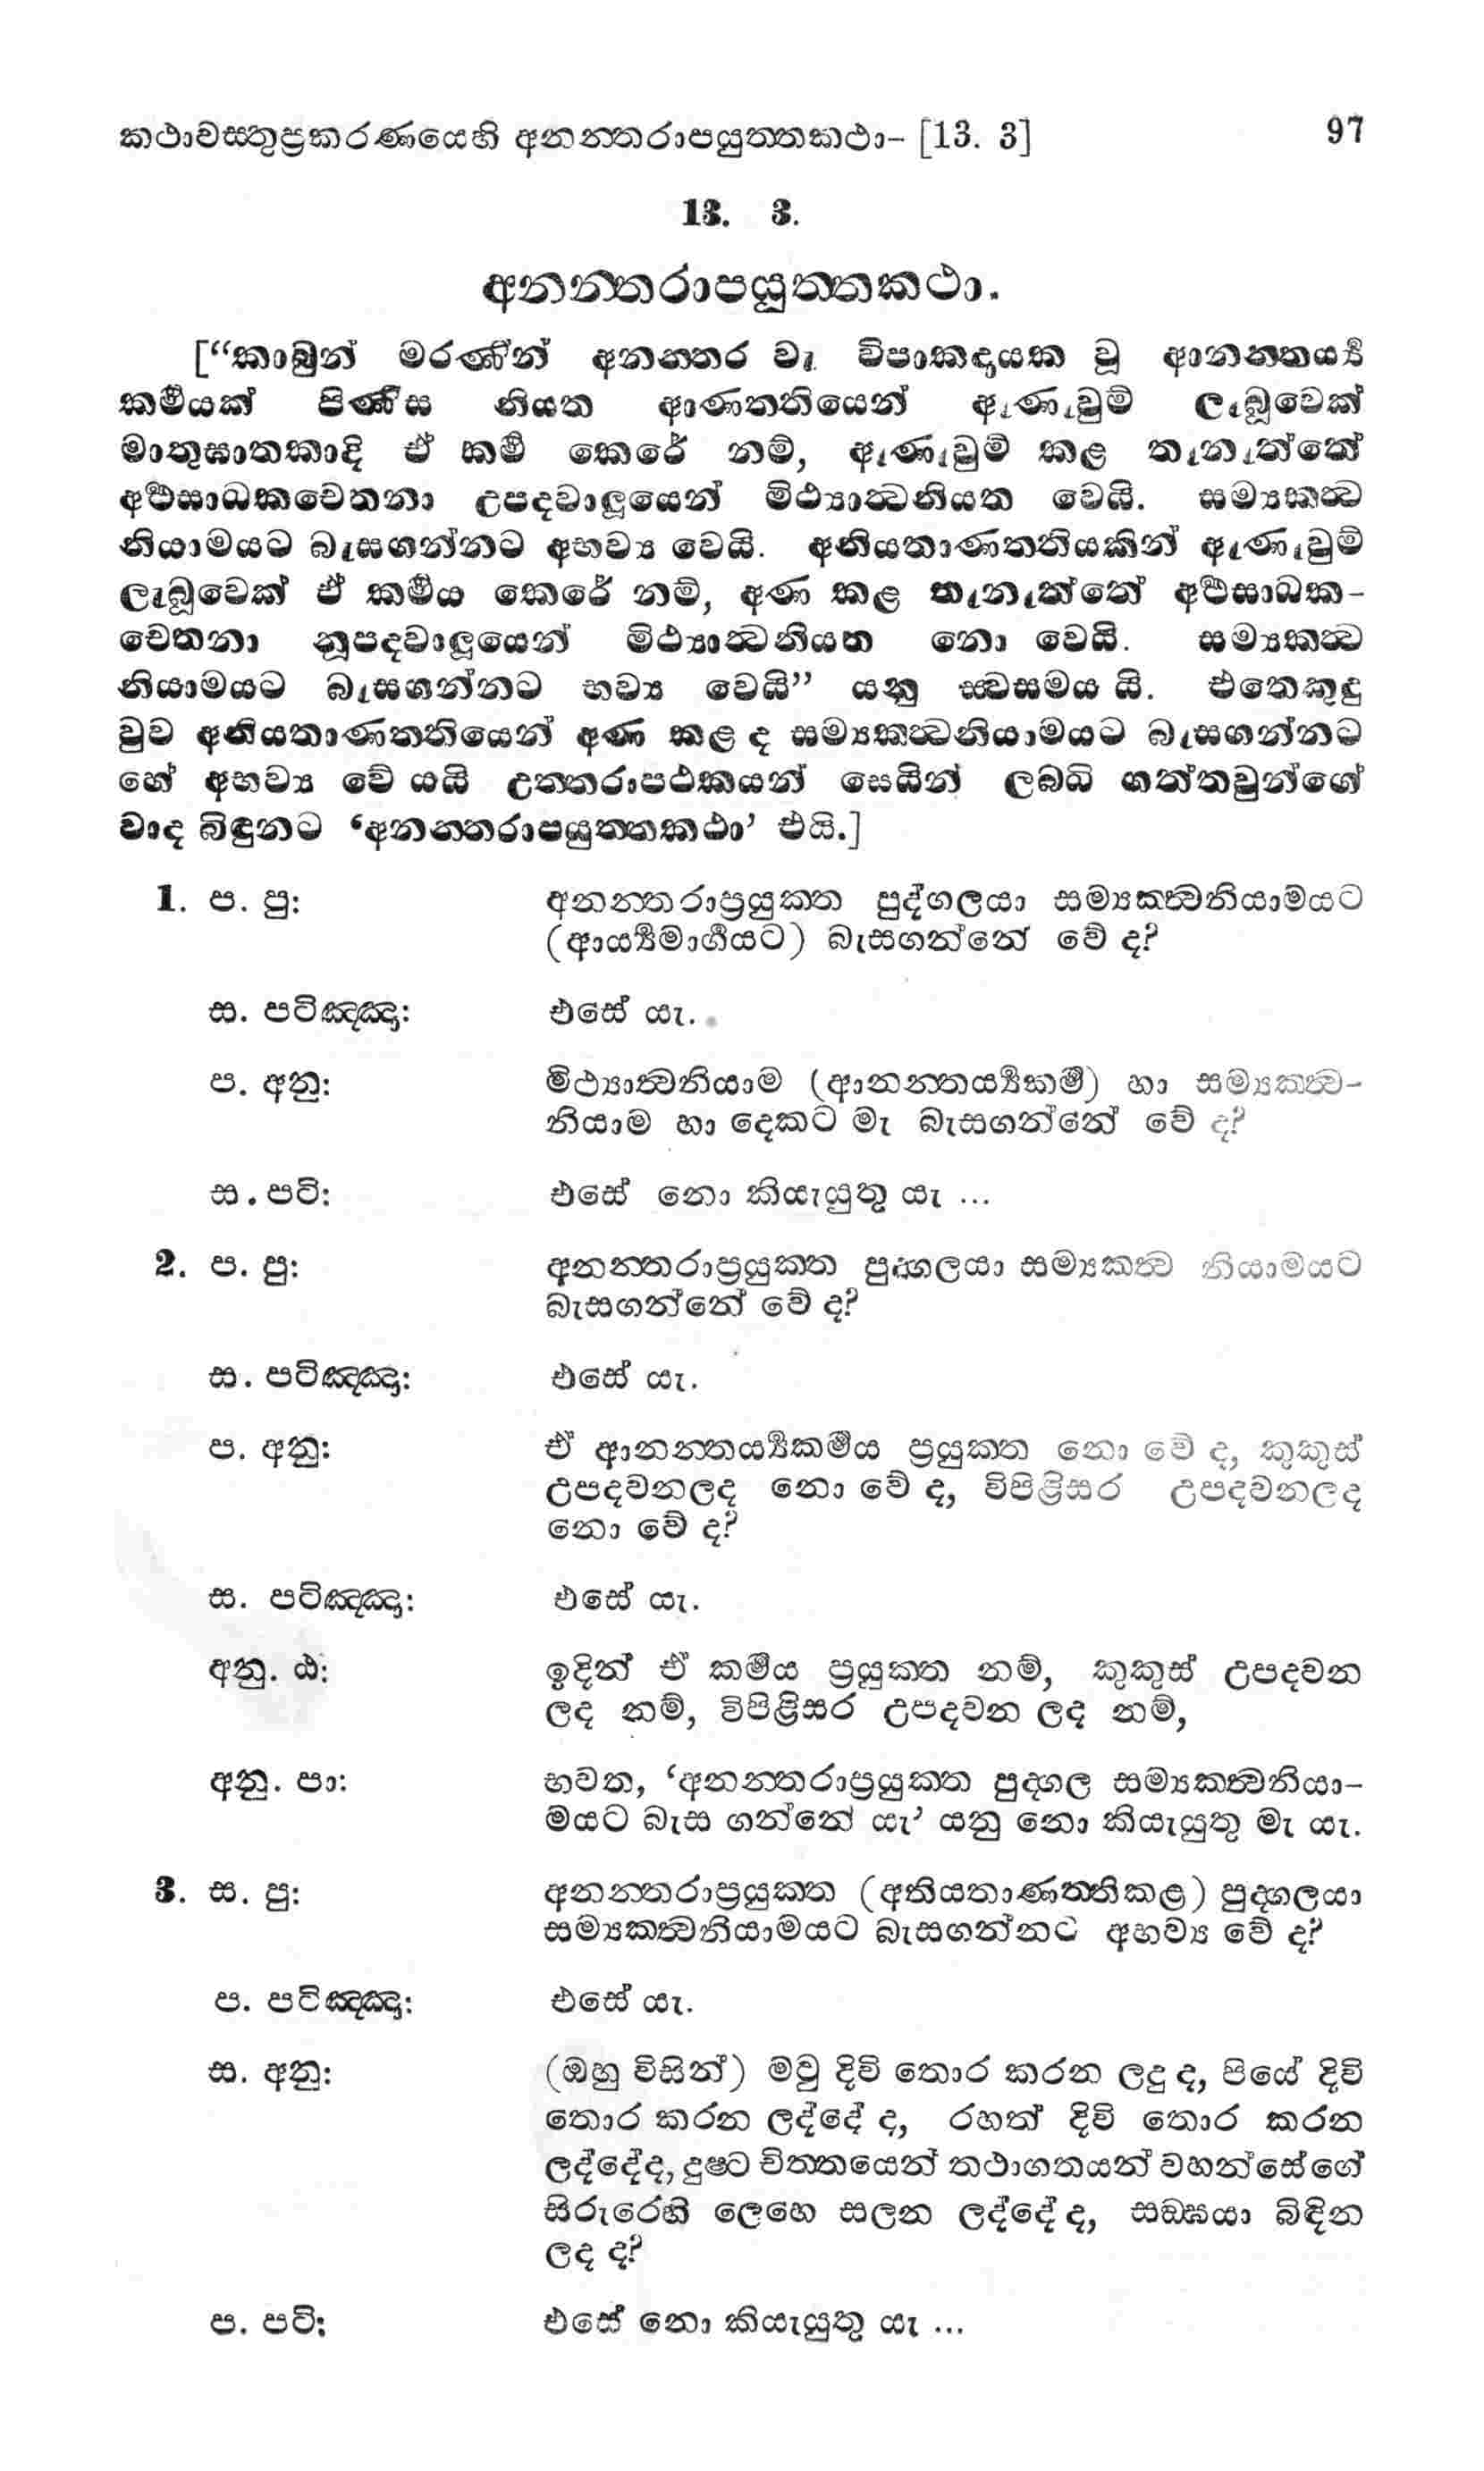 කථාවස්තුප්‍රකරණයෙහි අනන්තරාපයුත්තකථා- [13. 3] 97
13. 3.
අනන්තරාපයුත්තකථා.
["කාබුන් මරණින් අනන්තර වැ විපාකදායක වූ ආනන්තර්‍ය්‍ය
කර්‍මයක් පිණිස නියත ආණත්තියෙන් ඇණැවුම් ලැබූවෙක්
මාතුඝාතකාදි ඒ කර්‍ම කෙරේ නම්, ඇණැවුම් කළ තැනැත්තේ
අර්‍ථසාධකචෙතනා උපදවාලූයෙන් මිථ්‍යාත්‍වනියත වෙයි. සම්‍යක්ත්‍ව
නියාමයට බැසගන්නට අභව්‍ය වෙයි. අනියතාණත්තියකින් ඇණැවුම්
ලැබූවෙක් ඒ කර්‍මය කෙරේ නම්, අණ කළ තැනැත්තේ අර්‍ථසාධක-
චෙතනා නූපදවාලූයෙන් මිථ්‍යාත්‍වනියත නො වෙයි. සම්‍යක්ත්‍ව
නියාමයට බැසගන්නට භව්‍ය වෙයි" යනු ස්වසමය යි. එතෙකුදු
වුව අනියතාණත්තියෙන් අණ කළ ද සම්‍යක්ත්‍වනියාමයට බැසගන්නට
හේ අභව්‍ය වේ යයි උත්තරාපථකයන් සෙයින් ලබ්ධි ගත්තවුන්ගේ
වාද බිඳුනට 'අනන්තරාපයුත්තකථා' එයි.]
1. ප. පු: අනන්තරාප්‍රයුක්ත පුද්ගලයා සම්‍යක්ත්‍වනියාමයට
(ආර්‍ය්‍යමාර්‍ගයට) බැසගන්නේ වේ ද?
ස. පටිඤ්ඤා: එසේ යැ.
ප. අනු: මිථ්‍යාත්‍වනියාම (ආනන්තර්‍ය්‍යකර්‍ම) හා සම්‍යක්ත්‍ව-
නියාම හා දෙකට මැ බැසගන්නේ වේ ද?
ස. පටි: එසේ නො කියැයුතු යැ ...
2. ප. පු: අනන්තරාප්‍රයුක්ත පුද්ගලයා සම්‍යක්ත්‍ව නියාමයට
බැසගන්නේ වේ ද?
ස. පටිඤ්ඤා: එසේ යැ.
ප. අනු: ඒ ආනන්තර්‍ය්‍යකර්‍මය ප්‍රයුක්ත නො වේ ද, කුකුස්
උපදවනලද නො වේ ද, විපිළිසර උපදවනලද
නො වේ ද?
ස. පටිඤ්ඤා: එසේ යැ.
අනු. ඨ: ඉදින් ඒ කර්‍මය ප්‍රයුක්ත නම්, කුකුස් උපදවන
ලද නම්, විපිළිසර උපදවන ලද නම්,
අනු. පා: භවත, 'අනන්තරාප්‍රයුක්ත පුද්ගල සම්‍යක්ත්‍වනියා-
මයට බැස ගන්නේ යැ' යනු නො කියැයුතු මැ යැ.
3. ස. පු: අනන්තරාප්‍රයුක්ත (අනියතාණත්තිකළ) පුද්ගලයා
සම්‍යක්ත්‍වනියාමයට බැසගන්නට අභව්‍ය වේ ද?
ප. පටිඤ්ඤා: එසේ යැ.
ස. අනු: (ඔහු විසින්) මවු දිවි තොර කරන ලදු ද, පියේ දිවි
තොර කරන ලද්දේ ද, රහත් දිවි තොර කරන
ලද්දේද, දුෂ්ට චිත්තයෙන් තථාගතයන් වහන්සේගේ
සිරුරෙහි ලෙහෙ සලන ලද්දේ ද, සඞ්ඝයා බිඳින
ලද ද?
ප. පටි: එසේ නො කියැයුතු යැ ...